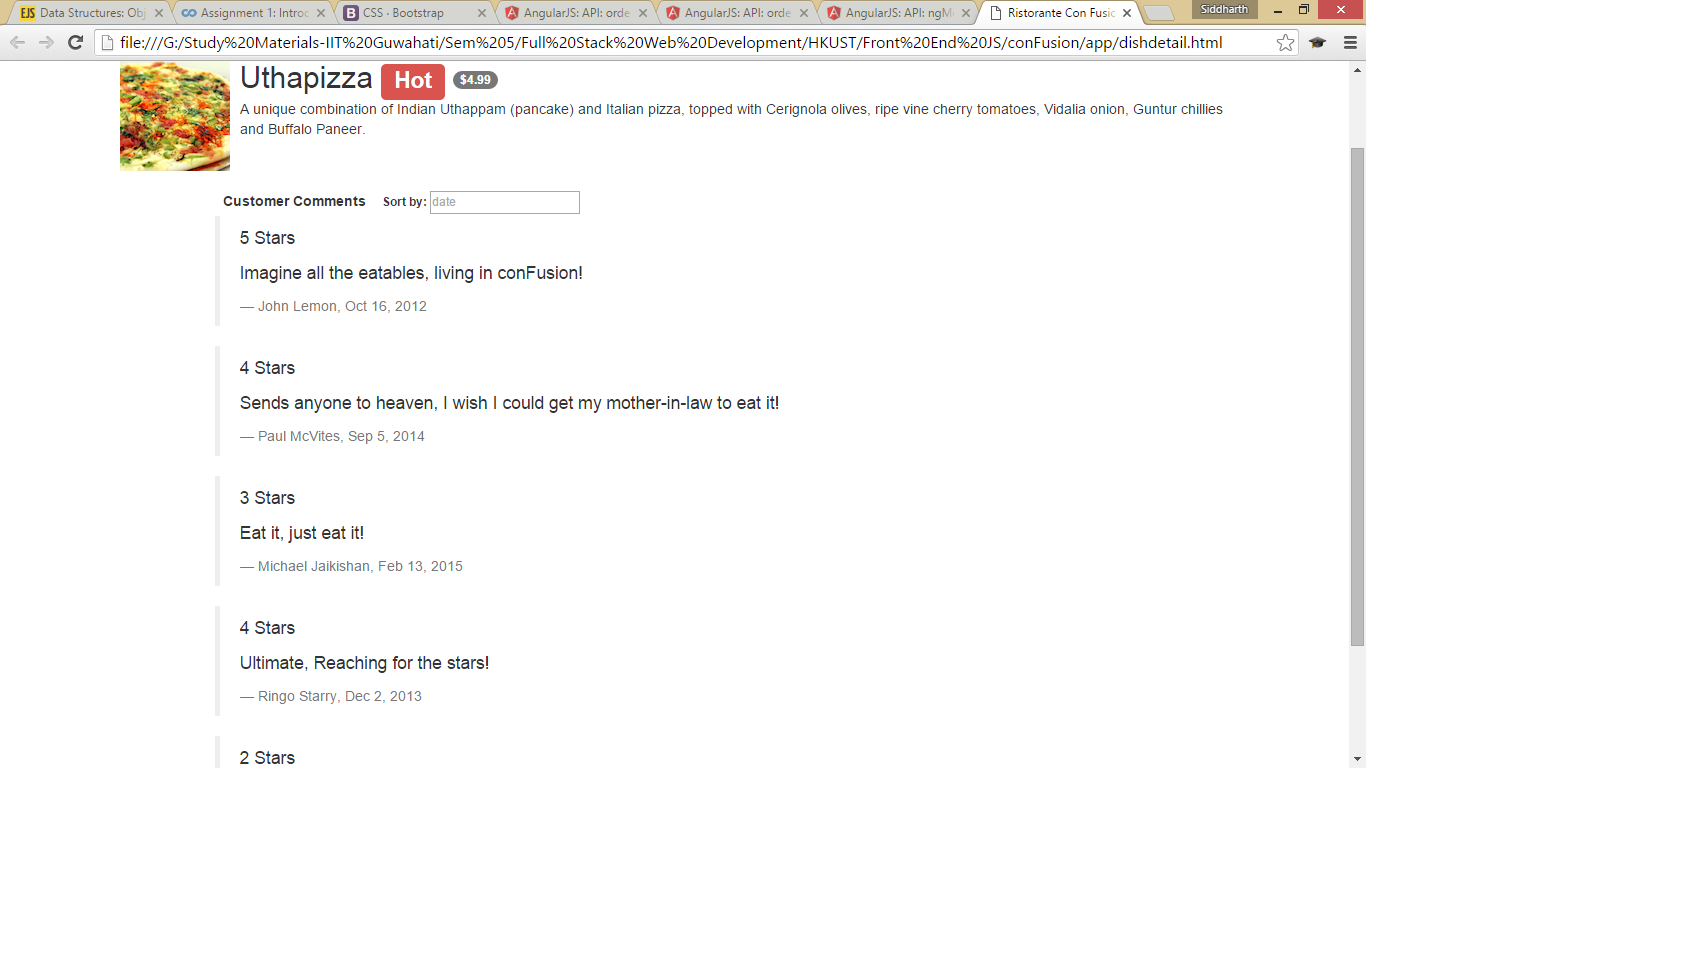 EJS Data Structures: Obj
Assignment 1: Introd
B CSS · Bootstrap
AngularJS: API: orde
AngularJS: API: orde
AngularJS: API: ngM
Ristorante Con Fusic
Siddharth
file:///G:/Study%20Materials-IIT%20Guwahati/Sem%205/Full%20Stack%20Web%20Development/HKUST/Front%20End%20JS/conFusion/app/dishdetail.html
Uthapizza Hot $4.99
A unique combination of Indian Uthappam (pancake) and Italian pizza, topped with Cerignola olives, ripe vine cherry tomatoes, Vidalia onion, Guntur chillies
and Buffalo Paneer.
Customer Comments Sort by: date
5 Stars
Imagine all the eatables, living in conFusion!
— John Lemon, Oct 16, 2012
4 Stars
Sends anyone to heaven, I wish I could get my mother-in-law to eat it!
— Paul McVites, Sep 5, 2014
3 Stars
Eat it, just eat it!
— Michael Jaikishan, Feb 13, 2015
4 Stars
Ultimate, Reaching for the stars!
— Ringo Starry, Dec 2, 2013
2 Stars